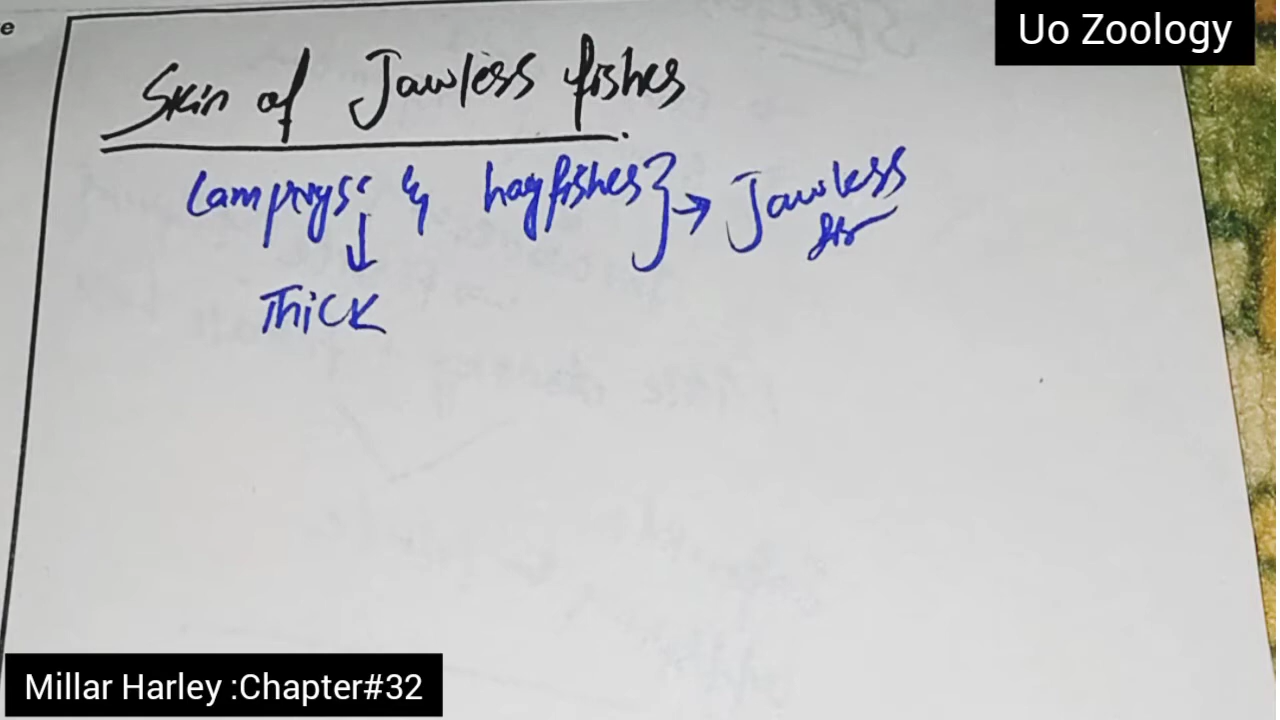 e
Uo Zoology
Skin of Jawless fishes
Lampreys & hagfishes } → Jawless
↓
Thick
Millar Harley :Chapter#32